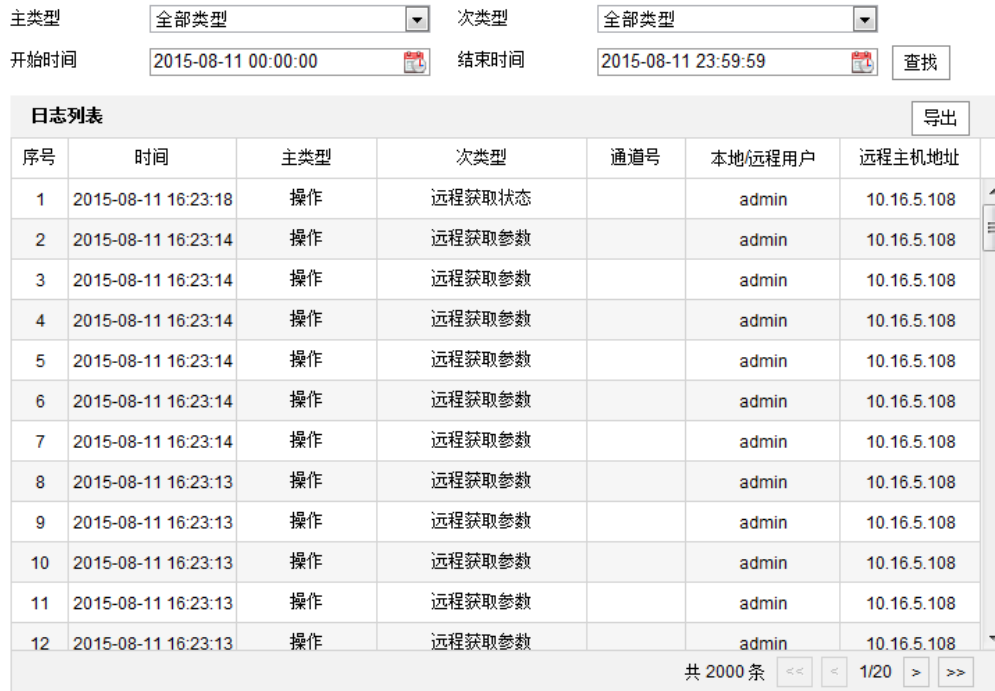 主类型 全部类型 次类型 全部类型
开始时间 2015-08-11 00:00:00 结束时间 2015-08-11 23:59:59 查找
日志列表 导出
序号 时间 主类型 次类型 通道号 本地/远程用户 远程主机地址
1 2015-08-11 16:23:18 操作 远程获取状态 admin 10.16.5.108
2 2015-08-11 16:23:14 操作 远程获取参数 admin 10.16.5.108
3 2015-08-11 16:23:14 操作 远程获取参数 admin 10.16.5.108
4 2015-08-11 16:23:14 操作 远程获取参数 admin 10.16.5.108
5 2015-08-11 16:23:14 操作 远程获取参数 admin 10.16.5.108
6 2015-08-11 16:23:14 操作 远程获取参数 admin 10.16.5.108
7 2015-08-11 16:23:14 操作 远程获取参数 admin 10.16.5.108
8 2015-08-11 16:23:13 操作 远程获取参数 admin 10.16.5.108
9 2015-08-11 16:23:13 操作 远程获取参数 admin 10.16.5.108
10 2015-08-11 16:23:13 操作 远程获取参数 admin 10.16.5.108
11 2015-08-11 16:23:13 操作 远程获取参数 admin 10.16.5.108
12 2015-08-11 16:23:13 操作 远程获取参数 admin 10.16.5.108
共 2000 条 << < 1/20 > >>